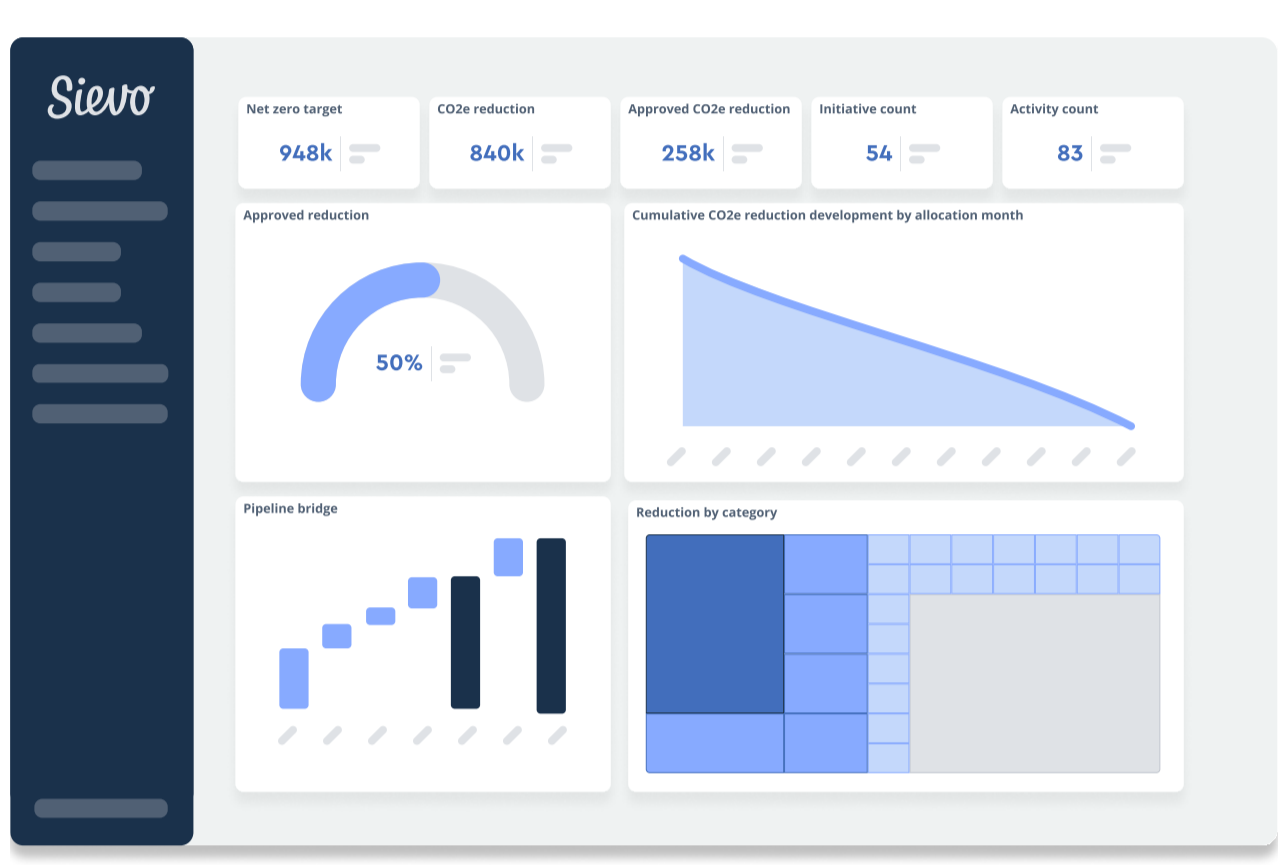 Sievo
Net zero target
948k
CO2e reduction
840k
Approved CO2e reduction
258k
Initiative count
54
Activity count
83
Approved reduction
50%
Cumulative CO2e reduction development by allocation month
Pipeline bridge
Reduction by category